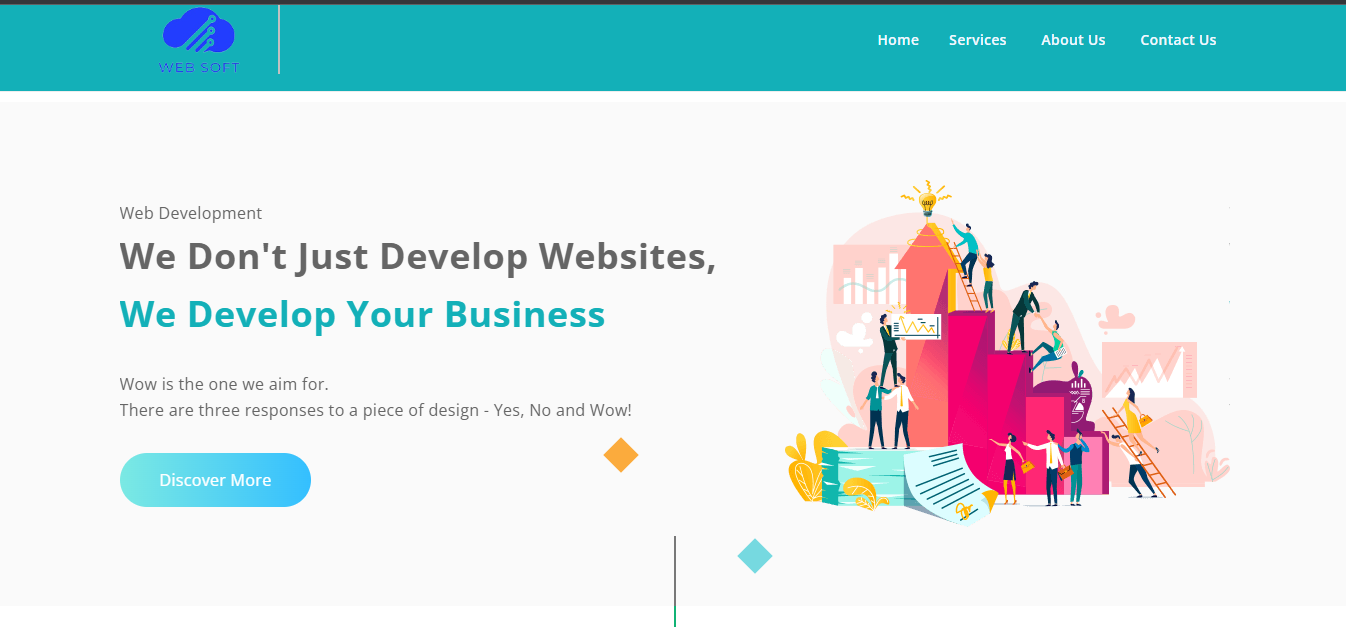 WEB SOFT
Home Services About Us Contact Us
Web Development
We Don't Just Develop Websites,
We Develop Your Business
Wow is the one we aim for.
There are three responses to a piece of design - Yes, No and Wow!
Discover More